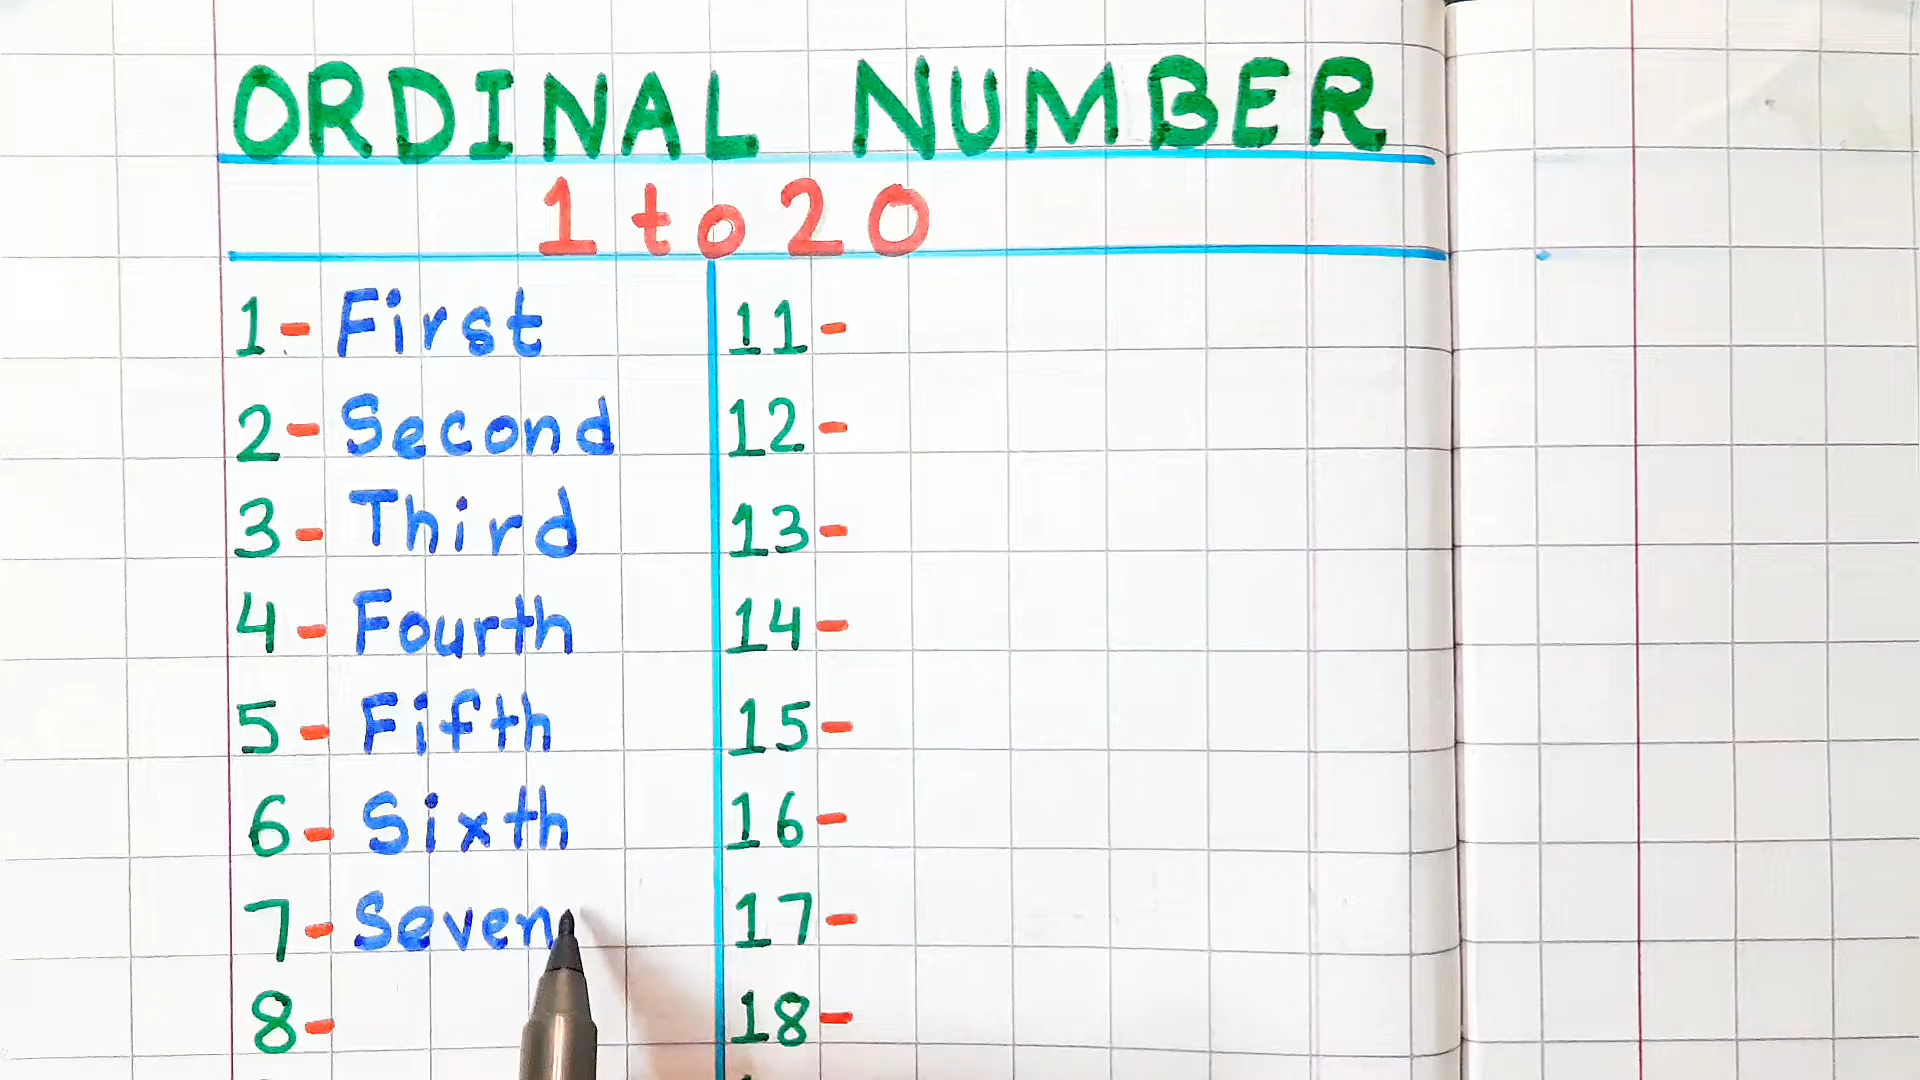 ORDINAL NUMBER
1 to 20
1- First
2- Second
3- Third
4- Fourth
5- Fifth
6- Sixth
7- Seven
8-
11-
12-
13-
14-
15-
16-
17-
18-